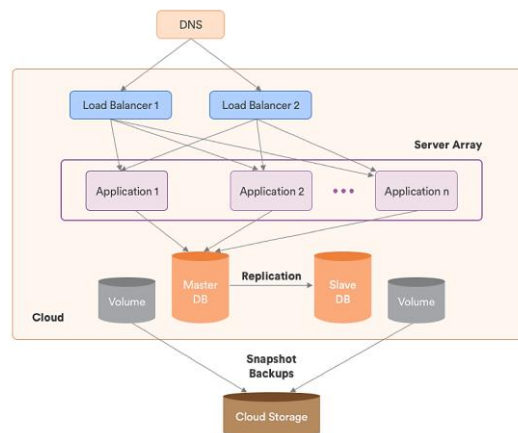 DNS
Load Balancer 1
Load Balancer 2
Server Array
Application 1
Application 2
Application n
Master
DB
Replication
Slave
DB
Volume
Volume
Cloud
Snapshot
Backups
Cloud Storage